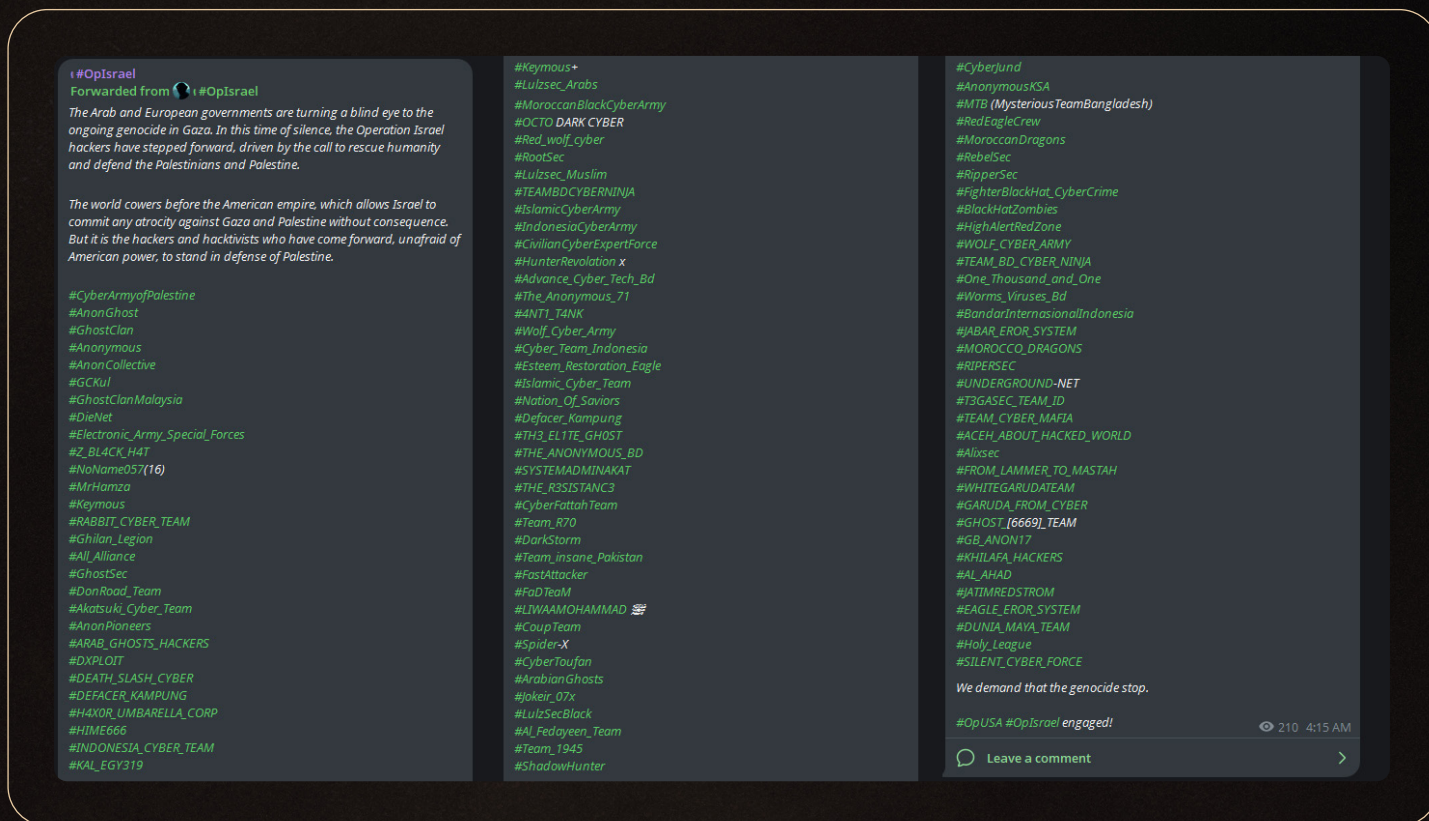 #OpIsrael
Forwarded from #OpIsrael
The Arab and European governments are turning a blind eye to the
ongoing genocide in Gaza. In this time of silence, the Operation Israel
hackers have stepped forward, driven by the call to rescue humanity
and defend the Palestinians and Palestine.
The world cowers before the American empire, which allows Israel to
commit any atrocity against Gaza and Palestine without consequence.
But it is the hackers and hacktivists who have come forward, unafraid of
American power, to stand in defense of Palestine.
#CyberArmyofPalestine
#AnonGhost
#GhostClan
#Anonymous
#AnonCollective
#GCKul
#GhostClanMalaysia
#DieNet
#Electronic_Army_Special_Forces
#Z_BL4CK_H4T
#NoName057(16)
#MrHamza
#Keymous
#RABBIT_CYBER_TEAM
#Ghilan_Legion
#All_Alliance
#GhostSec
#DonRoad_Team
#Akatsuki_Cyber_Team
#AnonPioneers
#ARAB_GHOSTS_HACKERS
#DXPLOIT
#DEATH_SLASH_CYBER
#DEFACER_KAMPUNG
#H4X0R_UMBARELLA_CORP
#HIME666
#INDONESIA_CYBER_TEAM
#KAL_EGY319
#Keymous+
#Lulzsec_Arabs
#MoroccanBlackCyberArmy
#OCTO DARK CYBER
#Red_wolf_cyber
#RootSec
#Lulzsec_Muslim
#TEAMBDCYBERNINJA
#IslamicCyberArmy
#IndonesiaCyberArmy
#CivilianCyberExpertForce
#HunterRevolation x
#Advance_Cyber_Tech_Bd
#The_Anonymous_71
#4NT1_T4NK
#Wolf_Cyber_Army
#Cyber_Team_Indonesia
#Esteem_Restoration_Eagle
#Islamic_Cyber_Team
#Nation_Of_Saviors
#Defacer_Kampung
#TH3_EL1TE_GH0ST
#THE_ANONYMOUS_BD
#SYSTEMADMINAKAT
#THE_R3SISTANC3
#CyberFattahTeam
#Team_R70
#DarkStorm
#Team_insane_Pakistan
#FastAttacker
#FaDTeaM
#LIWAAMOHAMMAD
#CoupTeam
#Spider-X
#CyberToufan
#ArabianGhosts
#Jokeir_07x
#LulzSecBlack
#Al_Fedayeen_Team
#Team_1945
#ShadowHunter
#CyberJund
#AnonymousKSA
#MTB (MysteriousTeamBangladesh)
#RedEagleCrew
#MoroccanDragons
#RebelSec
#RipperSec
#FighterBlackHat_CyberCrime
#BlackHatZombies
#HighAlertRedZone
#WOLF_CYBER_ARMY
#TEAM_BD_CYBER_NINJA
#One_Thousand_and_One
#Worms_Viruses_Bd
#BandarInternasionalIndonesia
#JABAR_EROR_SYSTEM
#MOROCCO_DRAGONS
#RIPERSEC
#UNDERGROUND-NET
#T3GASEC_TEAM_ID
#TEAM_CYBER_MAFIA
#ACEH_ABOUT_HACKED_WORLD
#Alixsec
#FROM_LAMMER_TO_MASTAH
#WHITEGARUDATEAM
#GARUDA_FROM_CYBER
#GHOST_[6669]_TEAM
#GB_ANON17
#KHILAFA_HACKERS
#AL_AHAD
#JATIMREDSTROM
#EAGLE_EROR_SYSTEM
#DUNIA_MAYA_TEAM
#Holy_League
#SILENT_CYBER_FORCE
We demand that the genocide stop.
#OpUSA #OpIsrael engaged!
210 4:15 AM
Leave a comment